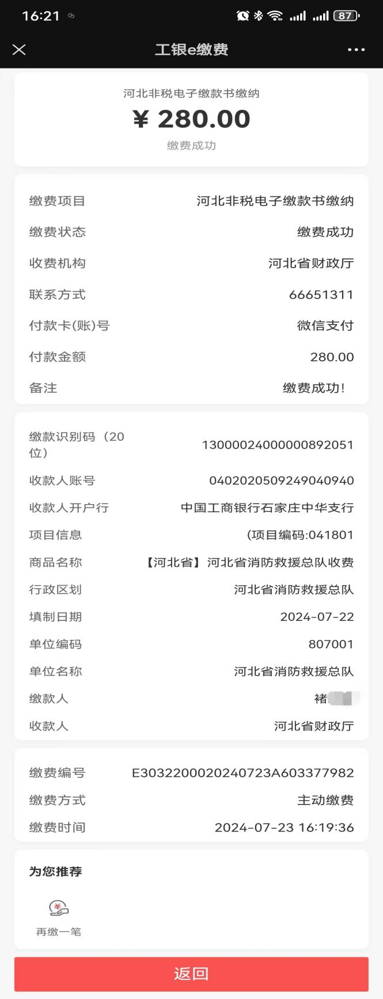 16:21
87
工银e缴费
河北非税电子缴款书缴纳
¥ 280.00
缴费成功
缴费项目 河北非税电子缴款书缴纳
缴费状态 缴费成功
收费机构 河北省财政厅
联系方式 66651311
付款卡(账)号 微信支付
付款金额 280.00
备注 缴费成功！
缴款识别码（20
位） 13000024000000892051
收款人账号 0402020509249040940
收款人开户行 中国工商银行石家庄中华支行
项目信息 (项目编码:041801
商品名称 【河北省】河北省消防救援总队收费
行政区划 河北省消防救援总队
填制日期 2024-07-22
单位编码 807001
单位名称 河北省消防救援总队
缴款人 褚
收款人 河北省财政厅
缴费编号 E3032200020240723A603377982
缴费方式 主动缴费
缴费时间 2024-07-23 16:19:36
为您推荐
¥
再缴一笔
返回